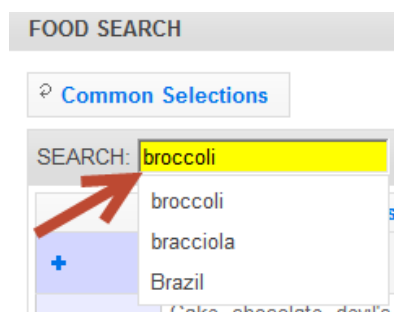 FOOD SEARCH
Common Selections
SEARCH: broccoli
broccoli
bracciola
Brazil